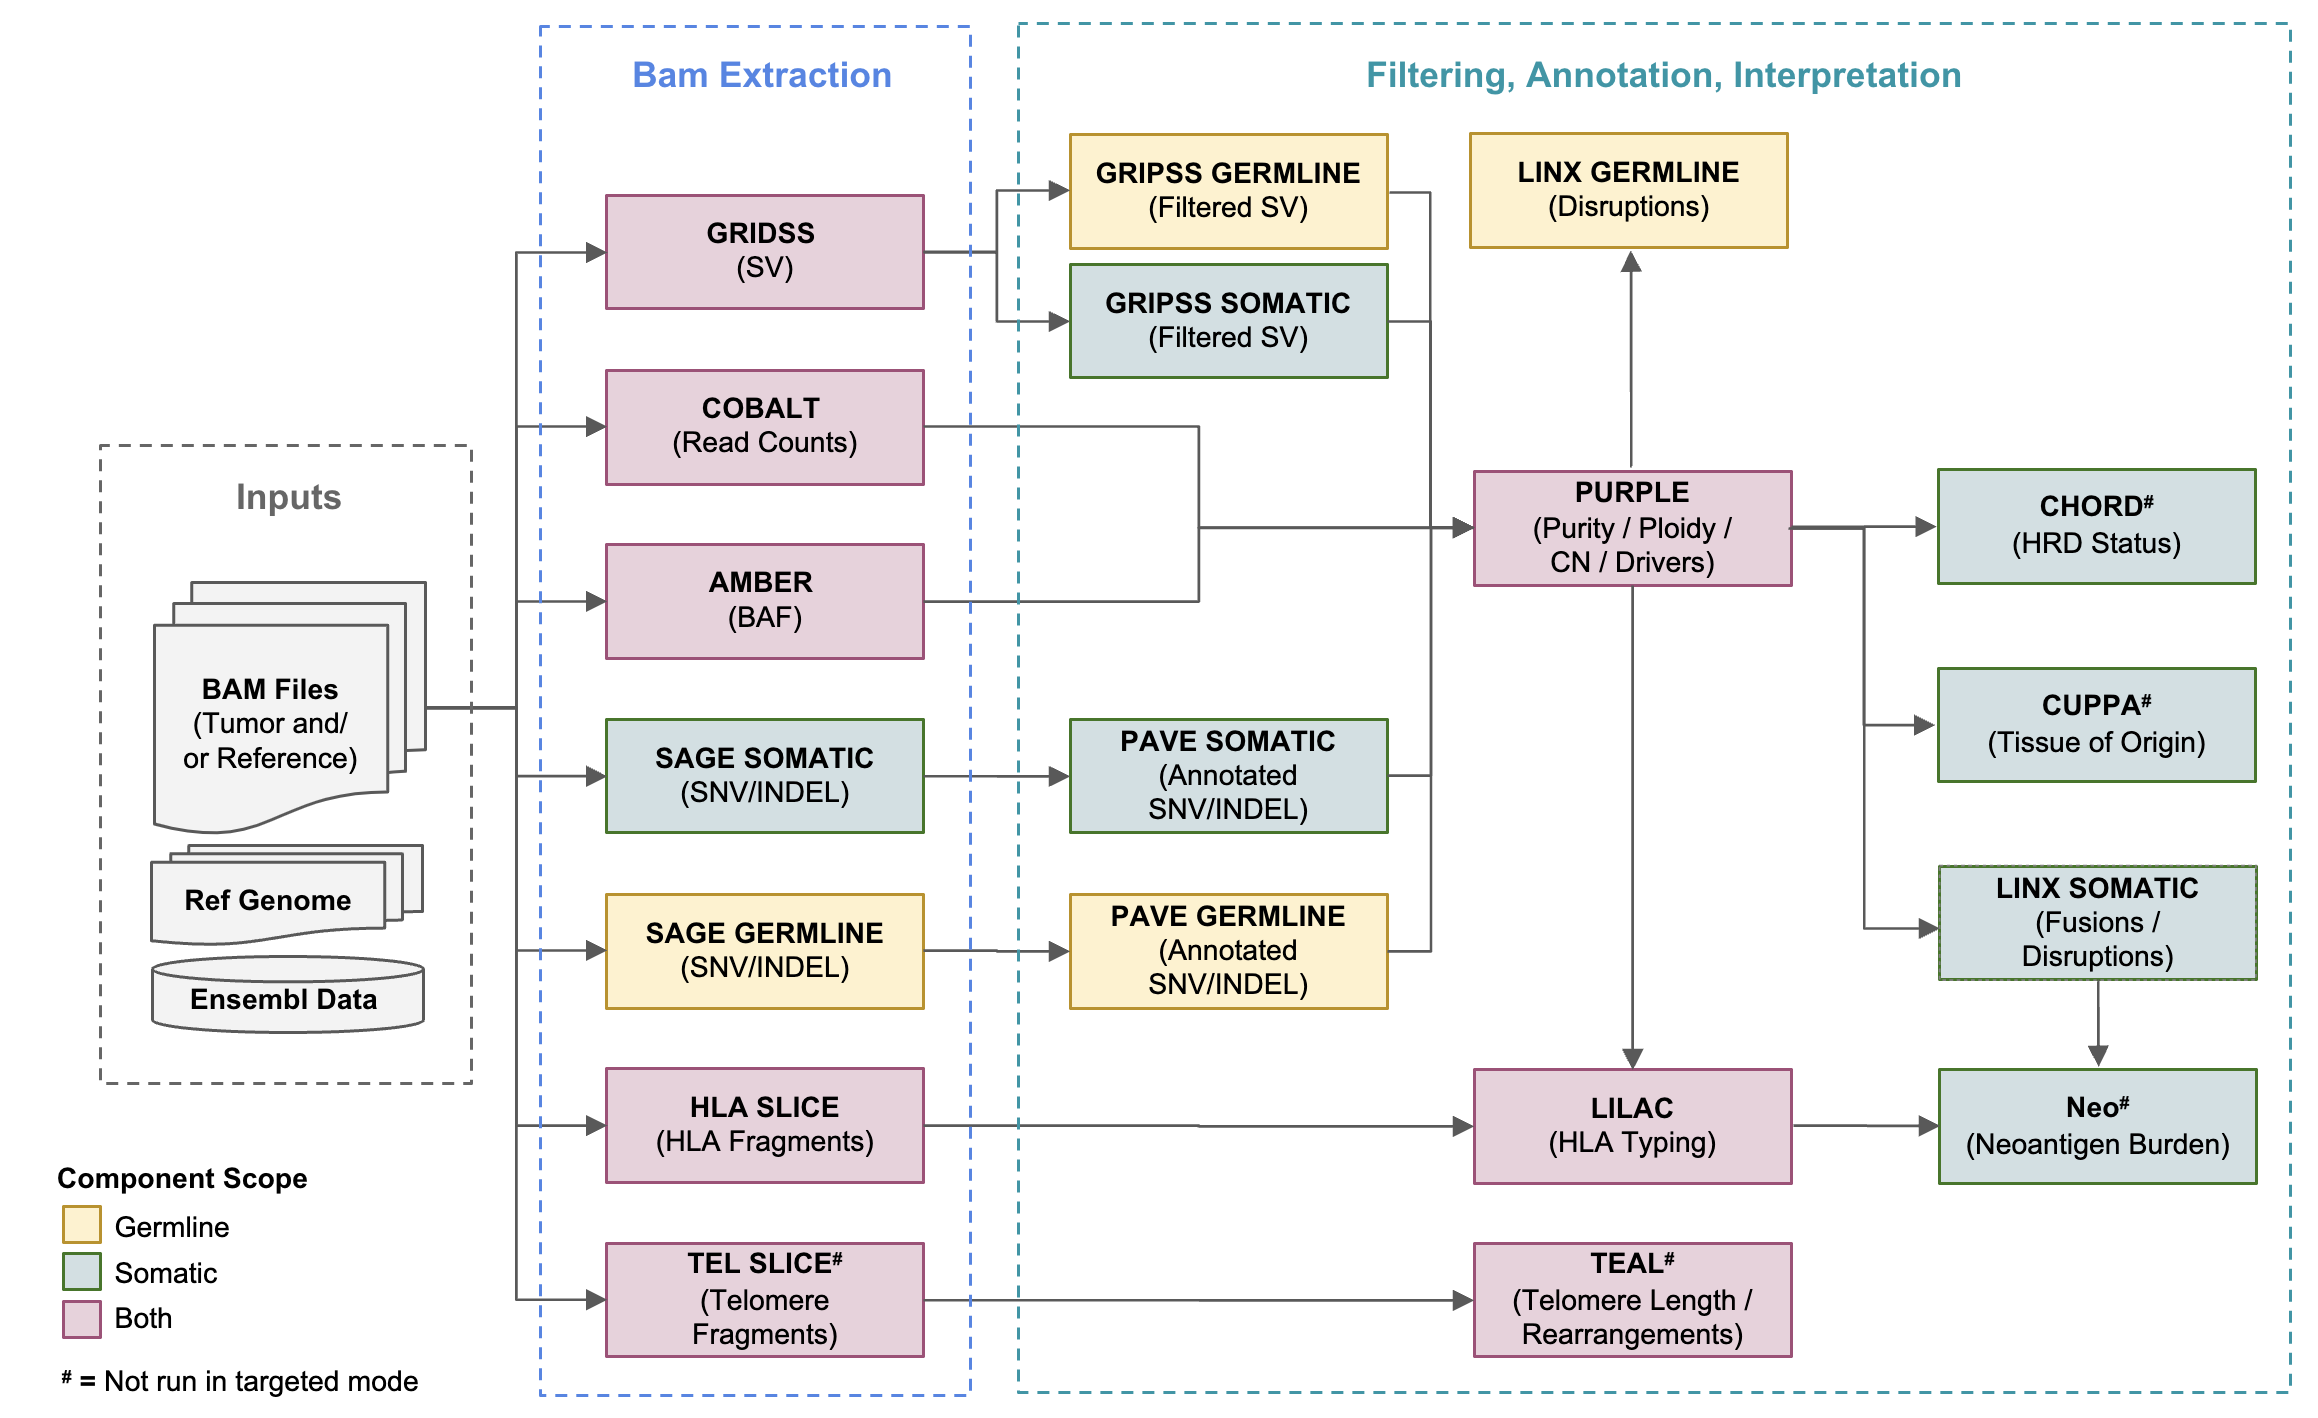 Bam Extraction
Filtering, Annotation, Interpretation
Inputs
BAM Files
(Tumor and/
or Reference)
Ref Genome
Ensembl Data
GRIDSS
(SV)
COBALT
(Read Counts)
AMBER
(BAF)
SAGE SOMATIC
(SNV/INDEL)
SAGE GERMLINE
(SNV/INDEL)
HLA SLICE
(HLA Fragments)
TEL SLICE#
(Telomere
Fragments)
GRIPSS GERMLINE
(Filtered SV)
GRIPSS SOMATIC
(Filtered SV)
PAVE SOMATIC
(Annotated
SNV/INDEL)
PAVE GERMLINE
(Annotated
SNV/INDEL)
LINX GERMLINE
(Disruptions)
PURPLE
(Purity / Ploidy /
CN / Drivers)
LILAC
(HLA Typing)
TEAL#
(Telomere Length /
Rearrangements)
CHORD#
(HRD Status)
CUPPA#
(Tissue of Origin)
LINX SOMATIC
(Fusions /
Disruptions)
Neo#
(Neoantigen Burden)
Component Scope
Germline
Somatic
Both
# = Not run in targeted mode